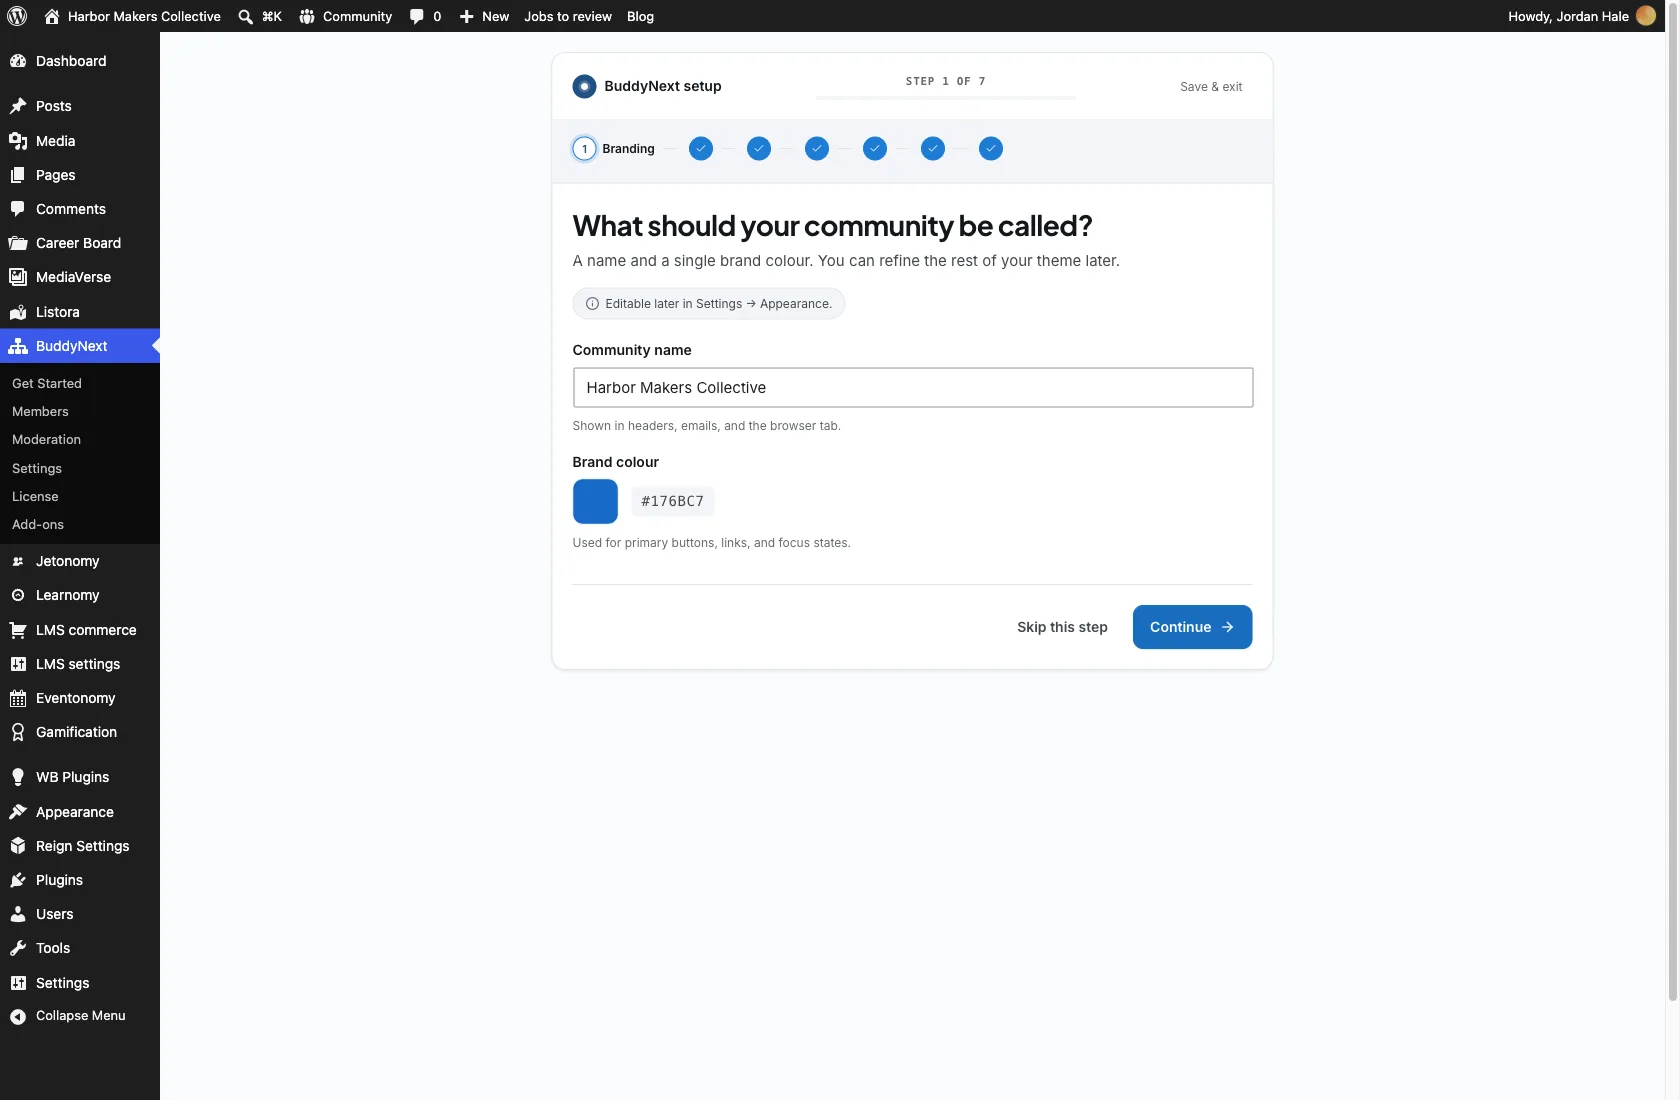 Harbor Makers Collective
⌘K
Community
0
New
Jobs to review
Blog
Howdy, Jordan Hale
Dashboard
Posts
Media
Pages
Comments
Career Board
MediaVerse
Listora
BuddyNext
Get Started
Members
Moderation
Settings
License
Add-ons
Jetonomy
Learnomy
LMS commerce
LMS settings
Eventonomy
Gamification
WB Plugins
Appearance
Reign Settings
Plugins
Users
Tools
Settings
Collapse Menu
BuddyNext setup
STEP 1 OF 7
Save & exit
1 Branding
What should your community be called?
A name and a single brand colour. You can refine the rest of your theme later.
Editable later in Settings → Appearance.
Community name
Harbor Makers Collective
Shown in headers, emails, and the browser tab.
Brand colour
#176BC7
Used for primary buttons, links, and focus states.
Skip this step
Continue →